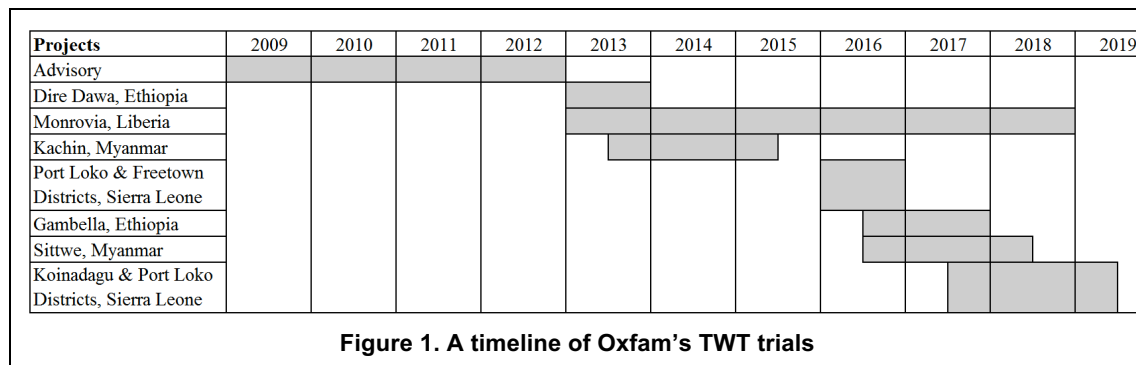 Projects 2009 2010 2011 2012 2013 2014 2015 2016 2017 2018 2019
Advisory
Dire Dawa, Ethiopia
Monrovia, Liberia
Kachin, Myanmar
Port Loko & Freetown
Districts, Sierra Leone
Gambella, Ethiopia
Sittwe, Myanmar
Koinadagu & Port Loko
Districts, Sierra Leone
Figure 1. A timeline of Oxfam's TWT trials